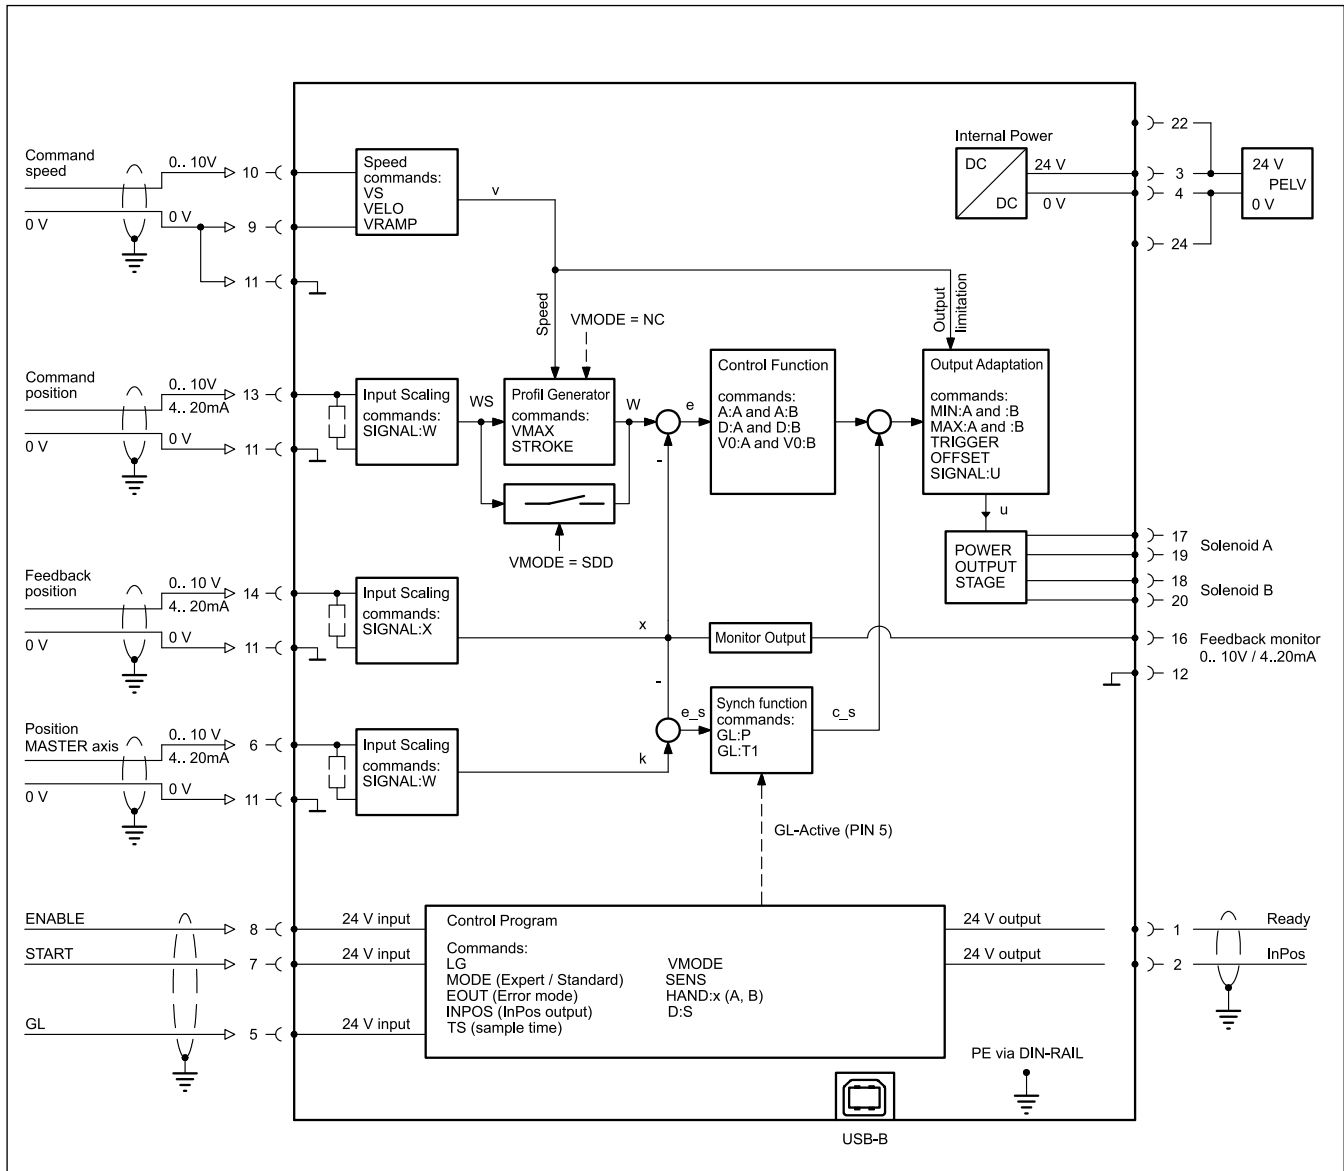 Command
speed
0.. 10V
10
0 V
0 V
9
11
Speed
commands:
VS
VELO
VRAMP
v
Internal Power
DC
DC
24 V
0 V
22
3
4
24
24 V
PELV
0 V
Speed
VMODE = NC
Output
limitation
Command
position
0.. 10V
4.. 20mA
13
0 V
0 V
11
Input Scaling
commands:
SIGNAL:W
WS
Profil Generator
commands:
VMAX
STROKE
W
e
-
Control Function
commands:
A:A and A:B
D:A and D:B
V0:A and V0:B
Output Adaptation
commands:
MIN:A and :B
MAX:A and :B
TRIGGER
OFFSET
SIGNAL:U
u
VMODE = SDD
POWER
OUTPUT
STAGE
17
19
Solenoid A
18
20
Solenoid B
Feedback
position
0.. 10 V
4.. 20mA
14
0 V
0 V
11
Input Scaling
commands:
SIGNAL:X
x
Monitor Output
16
Feedback monitor
0.. 10V / 4..20mA
12
-
Position
MASTER axis
0.. 10 V
4.. 20mA
6
0 V
0 V
11
Input Scaling
commands:
SIGNAL:W
k
e_s
Synch function
commands:
GL:P
GL:T1
c_s
GL-Active (PIN 5)
ENABLE
8
24 V input
START
7
24 V input
GL
5
24 V input
Control Program
Commands:
LG VMODE
MODE (Expert / Standard) SENS
EOUT (Error mode) HAND:x (A, B)
INPOS (InPos output) D:S
TS (sample time)
24 V output
1
Ready
24 V output
2
InPos
PE via DIN-RAIL
USB-B